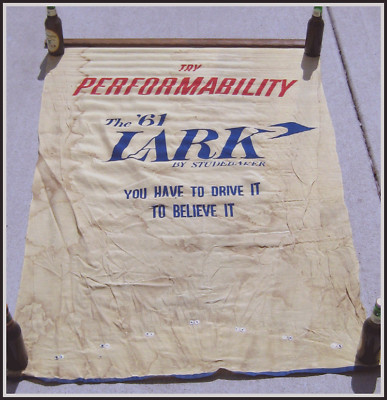 TRY
PERFORMABILITY
The '61
LARK
BY STUDEBAKER
YOU HAVE TO DRIVE IT
TO BELIEVE IT